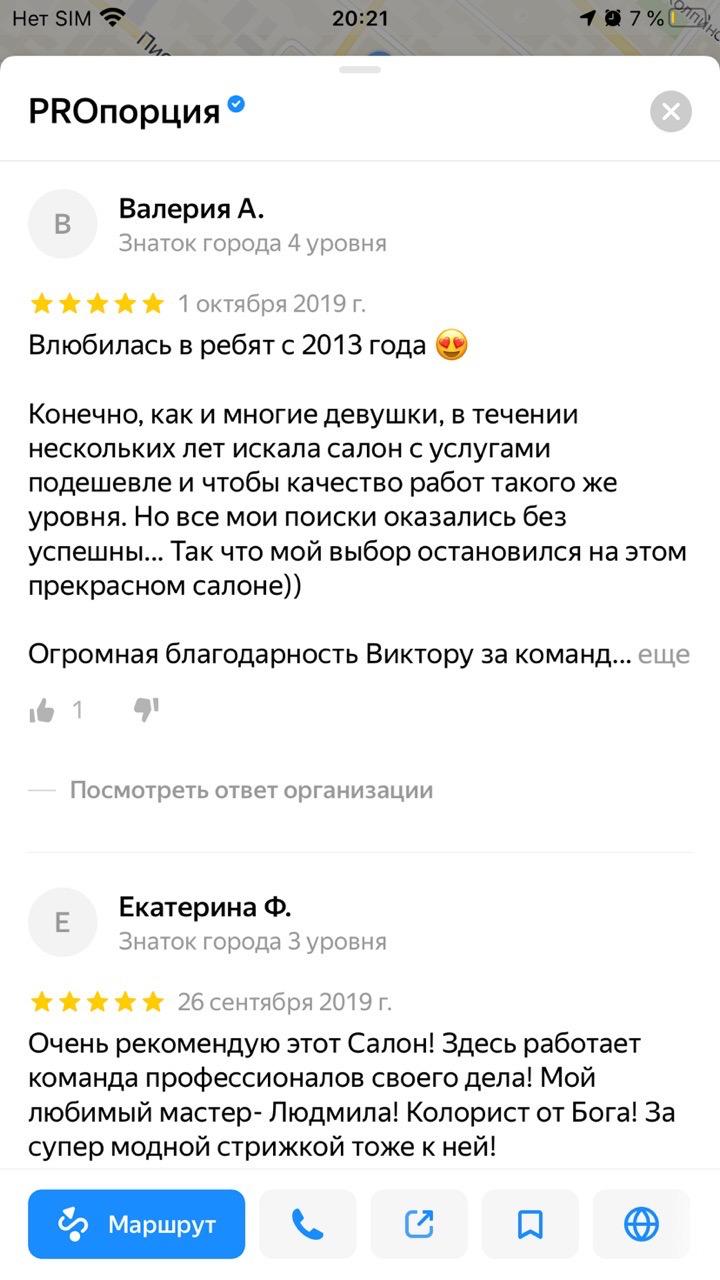 Нет SIM 20:21 7 %
PROпорция
В
Валерия А.
Знаток города 4 уровня
1 октября 2019 г.
Влюбилась в ребят с 2013 года 😍
Конечно, как и многие девушки, в течении
нескольких лет искала салон с услугами
подешевле и чтобы качество работ такого же
уровня. Но все мои поиски оказались без
успешны... Так что мой выбор остановился на этом
прекрасном салоне))
Огромная благодарность Виктору за команд... еще
1
Посмотреть ответ организации
Е
Екатерина Ф.
Знаток города 3 уровня
26 сентября 2019 г.
Очень рекомендую этот Салон! Здесь работает
команда профессионалов своего дела! Мой
любимый мастер- Людмила! Колорист от Бога! За
супер модной стрижкой тоже к ней!
Маршрут